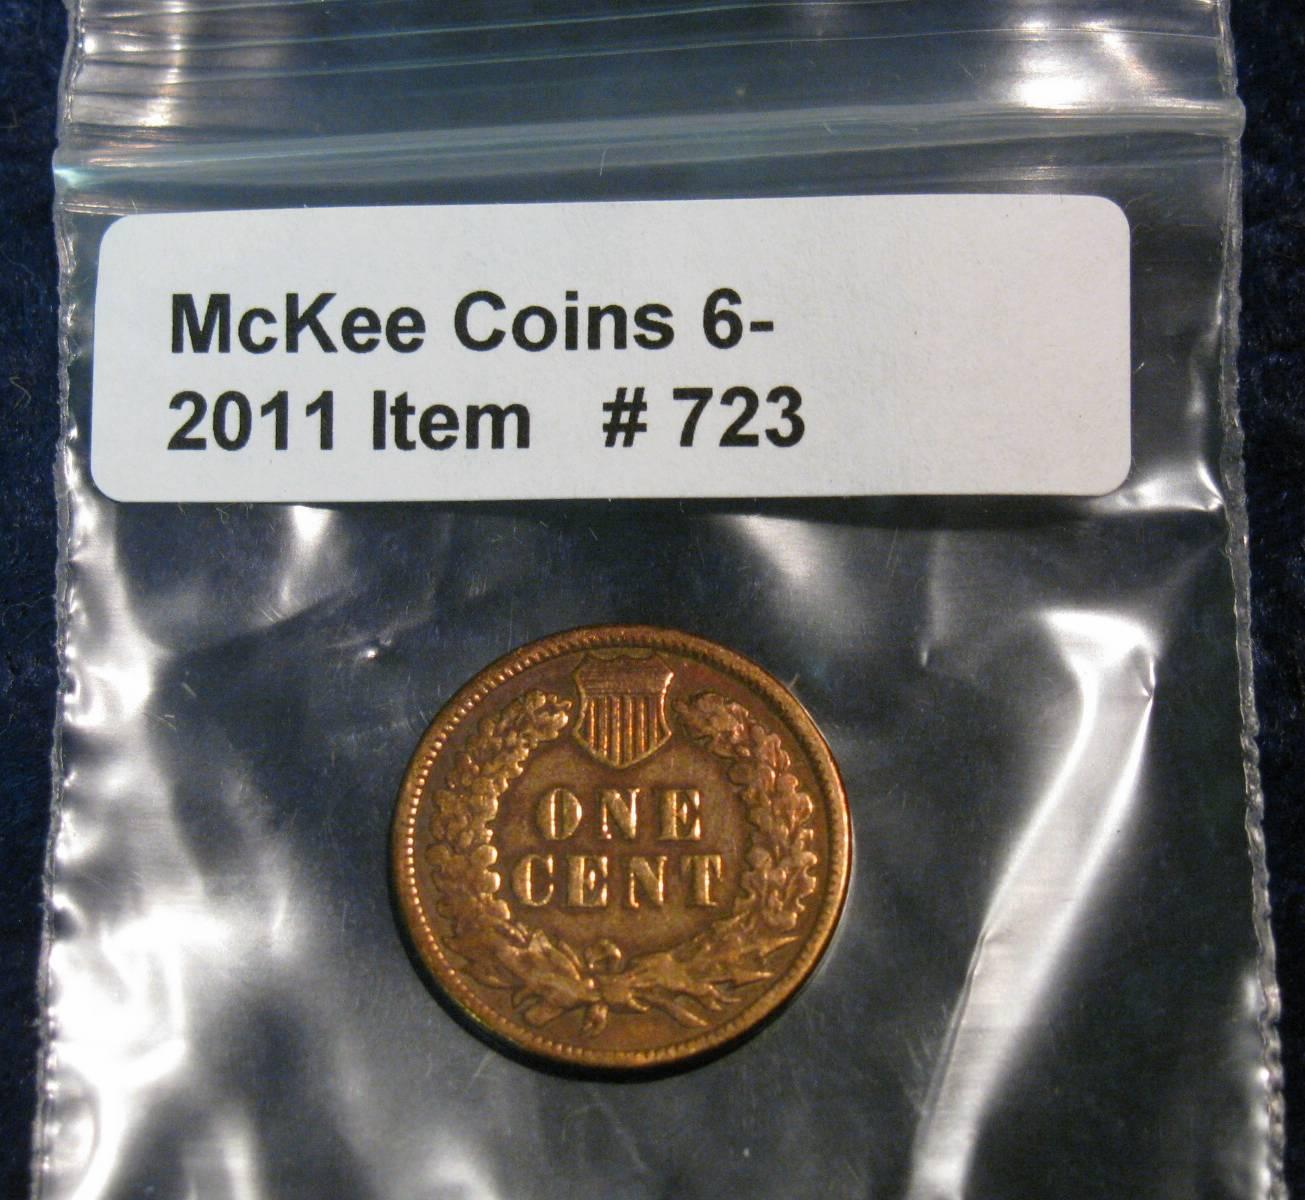 McKee Coins 6-
2011 Item # 723
ONE
CENT